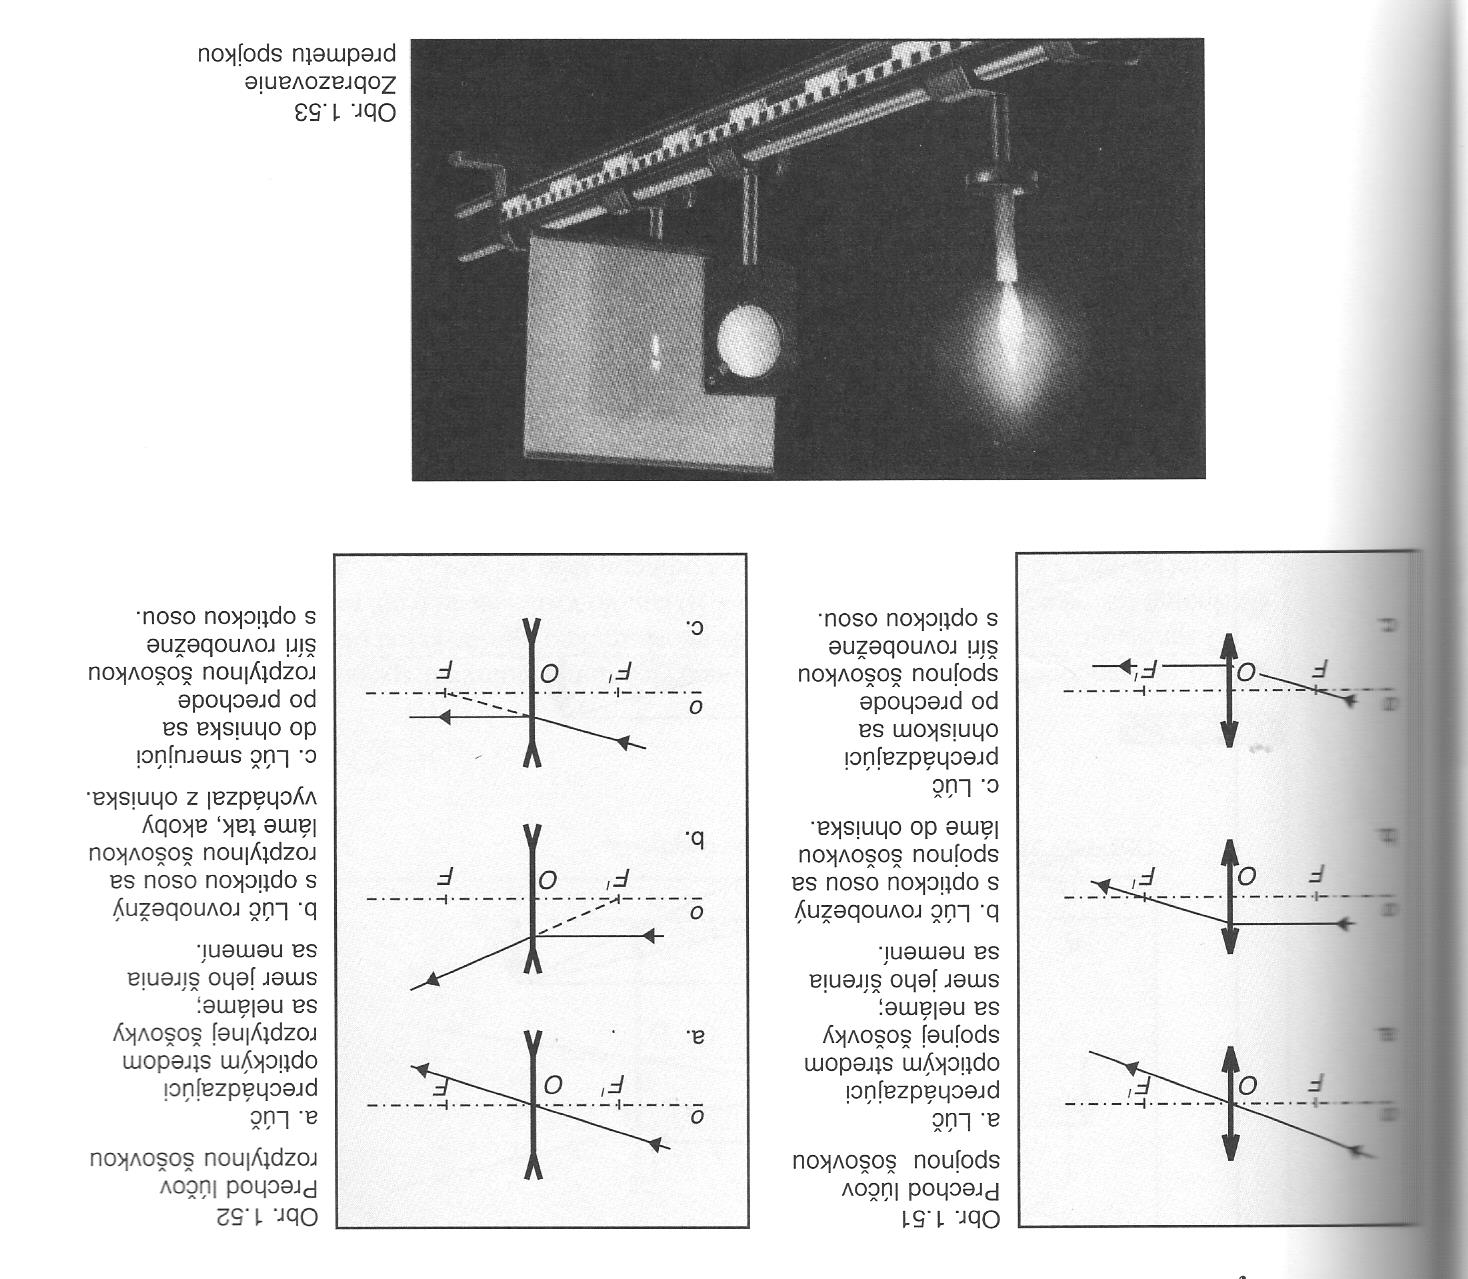 Obr. 1.51
Prechod lúčov
spojnou šošovkou
a. Lúč
prechádzajúci
optickým stredom
spojnej šošovky
sa neláme;
smer jeho šírenia
sa nemení.
b. Lúč rovnobežný
s optickou osou sa
spojnou šošovkou
láme do ohniska.
c. Lúč
prechádzajúci
ohniskom sa
po prechode
spojnou šošovkou
šíri rovnobežne
s optickou osou.
F O F'
F O F'
F O F'
Obr. 1.52
Prechod lúčov
rozptylnou šošovkou
a. Lúč
prechádzajúci
optickým stredom
rozptylnej šošovky
sa neláme;
smer jeho šírenia
sa nemení.
b. Lúč rovnobežný
s optickou osou sa
rozptylnou šošovkou
láme tak, akoby
vychádzal z ohniska.
c. Lúč smerujúci
do ohniska sa
po prechode
rozptylnou šošovkou
šíri rovnobežne
s optickou osou.
o F' O F
a.
o F' O F
b.
o F' O F
c.
Obr. 1.53
Zobrazovanie
predmetu spojkou